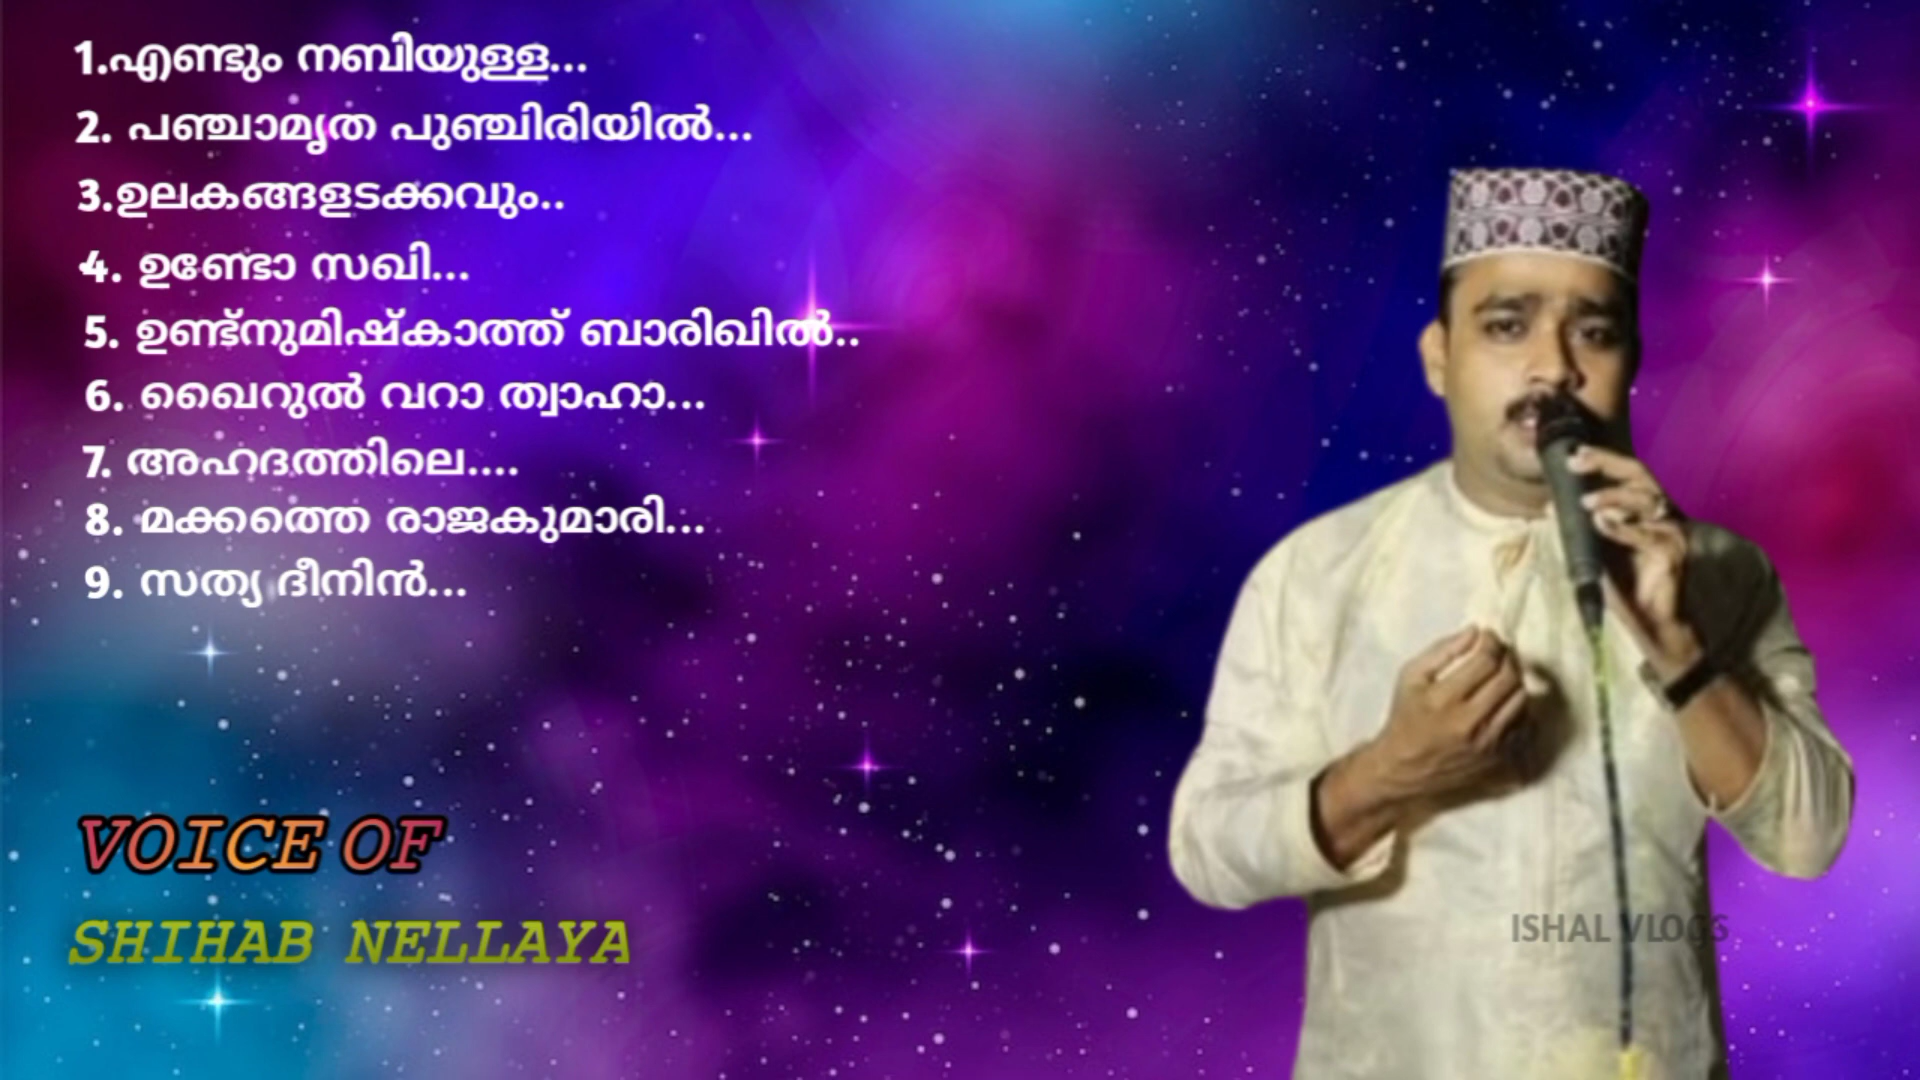 1.എണ്ടും നബിയുള്ള...
2. പഞ്ചാമൃത പുഞ്ചിരിയിൽ...
3.ഉലകങ്ങളടക്കവും..
4. ഉണ്ടോ സഖി...
5. ഉണ്ട്നുമിഷ്കാത്ത് ബാരിഖിൽ..
6. ഖൈറുൽ വറാ ത്വാഹാ...
7. അഹദത്തിലെ....
8. മക്കത്തെ രാജകുമാരി...
9. സത്യ ദീനിൻ...
VOICE OF
SHIHAB NELLAYA
ISHAL VLOGS